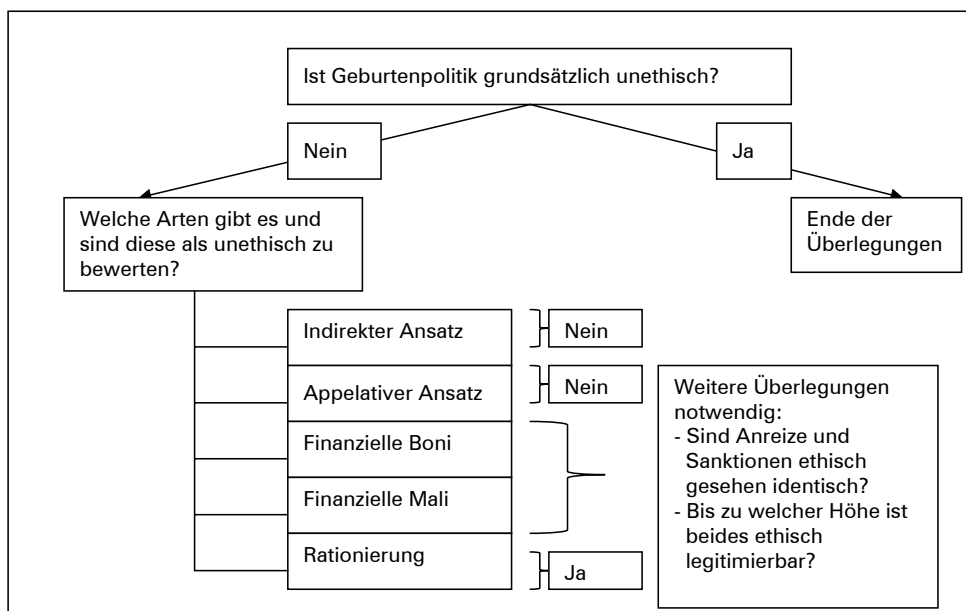 Ist Geburtenpolitik grundsätzlich unethisch?
Nein
Ja
Welche Arten gibt es und
sind diese als unethisch zu
bewerten?
Ende der
Überlegungen
Indirekter Ansatz
Nein
Appelativer Ansatz
Nein
Finanzielle Boni
Finanzielle Mali
Rationierung
Ja
Weitere Überlegungen
notwendig:
- Sind Anreize und
Sanktionen ethisch
gesehen identisch?
- Bis zu welcher Höhe ist
beides ethisch
legitimierbar?